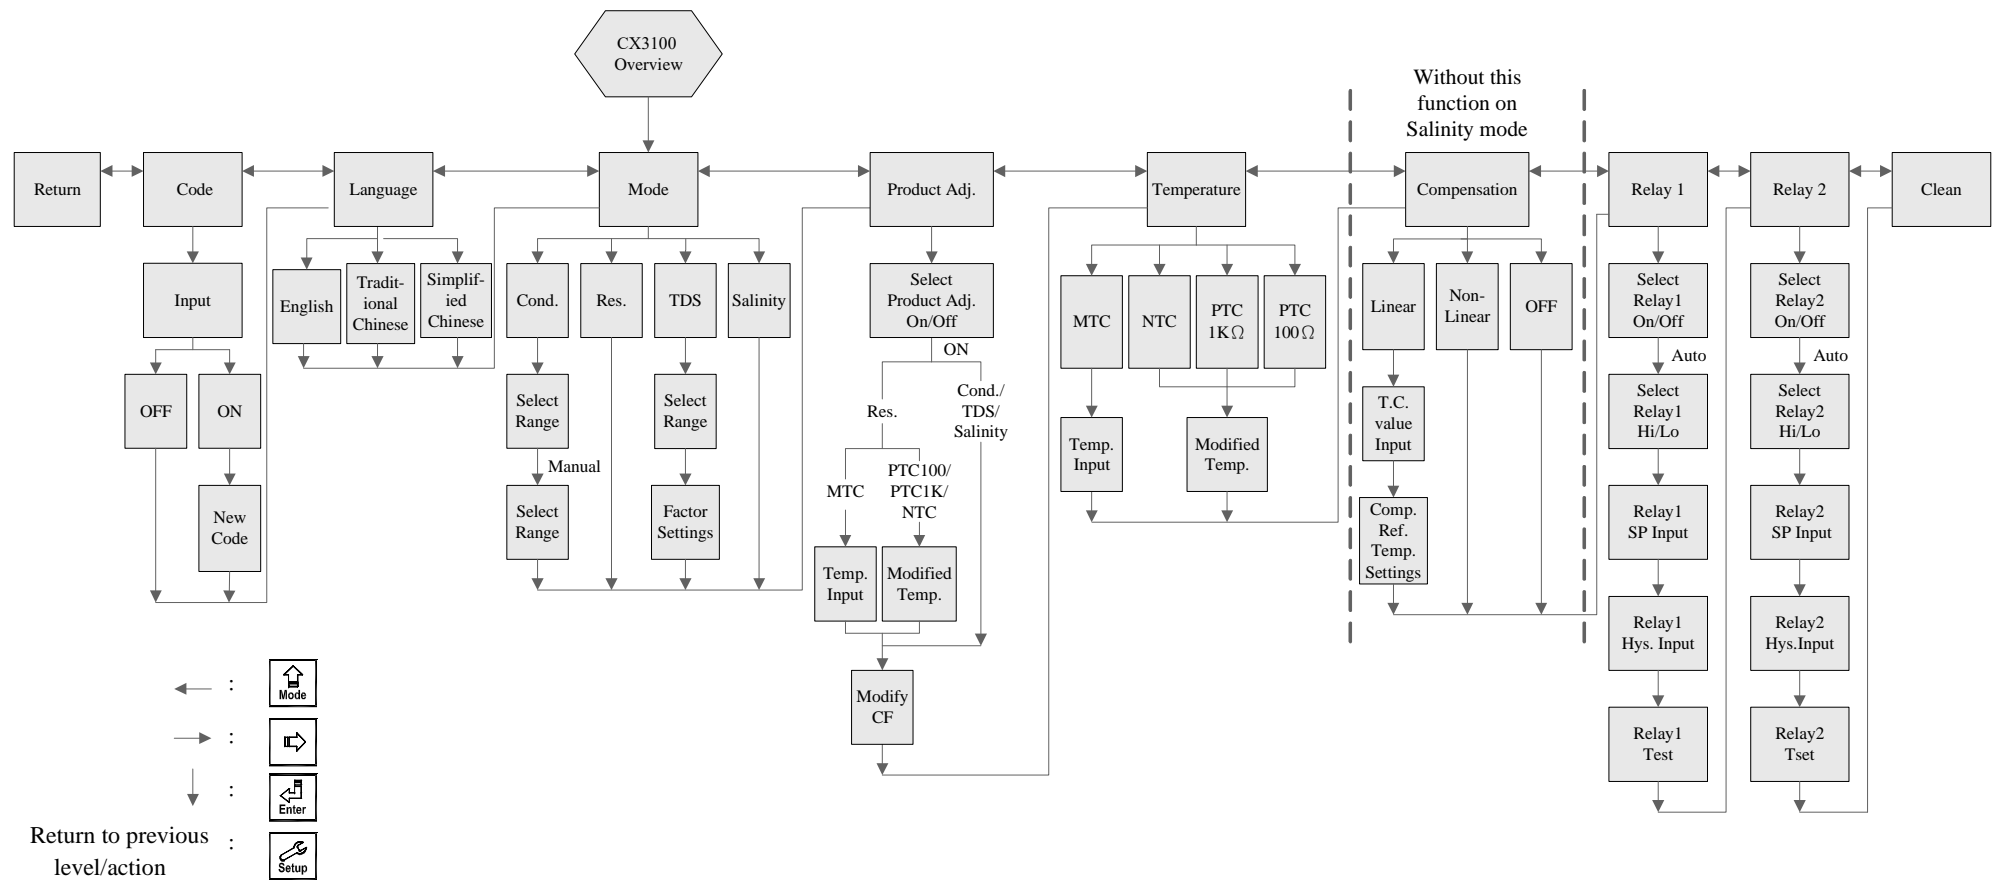 CX3100
Overview
Without this
function on
Salinity mode
Return
Code
Language
Mode
Product Adj.
Temperature
Compensation
Relay 1
Relay 2
Clean
Input
OFF
ON
New
Code
English
Tradit-
ional
Chinese
Simplif-
ied
Chinese
Cond.
Res.
TDS
Salinity
Select
Range
Manual
Select
Range
Select
Range
Factor
Settings
Select
Product Adj.
On/Off
ON
Res.
Cond./
TDS/
Salinity
MTC
PTC100/
PTC1K/
NTC
Temp.
Input
Modified
Temp.
Modify
CF
MTC
NTC
PTC
1KΩ
PTC
100Ω
Temp.
Input
Modified
Temp.
Linear
Non-
Linear
OFF
T.C.
value
Input
Comp.
Ref.
Temp.
Settings
Select
Relay1
On/Off
Auto
Select
Relay1
Hi/Lo
Relay1
SP Input
Relay1
Hys. Input
Relay1
Test
Select
Relay2
On/Off
Auto
Select
Relay2
Hi/Lo
Relay2
SP Input
Relay2
Hys.Input
Relay2
Tset
:
Mode
:
:
Enter
Return to previous
level/action
:
Setup